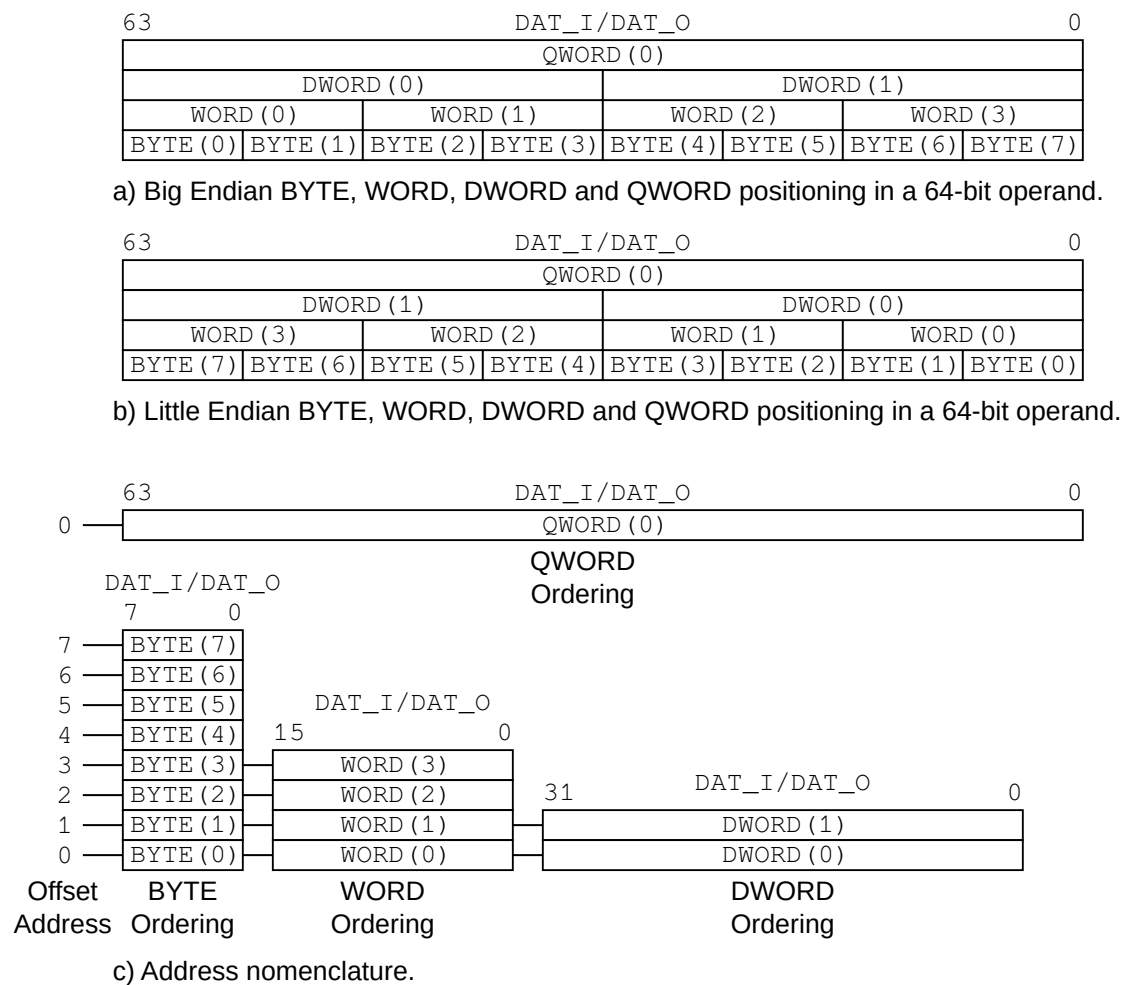 63 DAT_I/DAT_O 0
QWORD(0)
DWORD(0) DWORD(1)
WORD(0) WORD(1) WORD(2) WORD(3)
BYTE(0) BYTE(1) BYTE(2) BYTE(3) BYTE(4) BYTE(5) BYTE(6) BYTE(7)
a) Big Endian BYTE, WORD, DWORD and QWORD positioning in a 64-bit operand.
63 DAT_I/DAT_O 0
QWORD(0)
DWORD(1) DWORD(0)
WORD(3) WORD(2) WORD(1) WORD(0)
BYTE(7) BYTE(6) BYTE(5) BYTE(4) BYTE(3) BYTE(2) BYTE(1) BYTE(0)
b) Little Endian BYTE, WORD, DWORD and QWORD positioning in a 64-bit operand.
63 DAT_I/DAT_O 0
0 QWORD(0)
QWORD
Ordering
DAT_I/DAT_O
7 0
7 BYTE(7)
6 BYTE(6)
5 BYTE(5) DAT_I/DAT_O
4 BYTE(4) 15 0
3 BYTE(3) WORD(3) DAT_I/DAT_O
2 BYTE(2) WORD(2) 31 0
1 BYTE(1) WORD(1) DWORD(1)
0 BYTE(0) WORD(0) DWORD(0)
Offset BYTE WORD DWORD
Address Ordering Ordering Ordering
c) Address nomenclature.